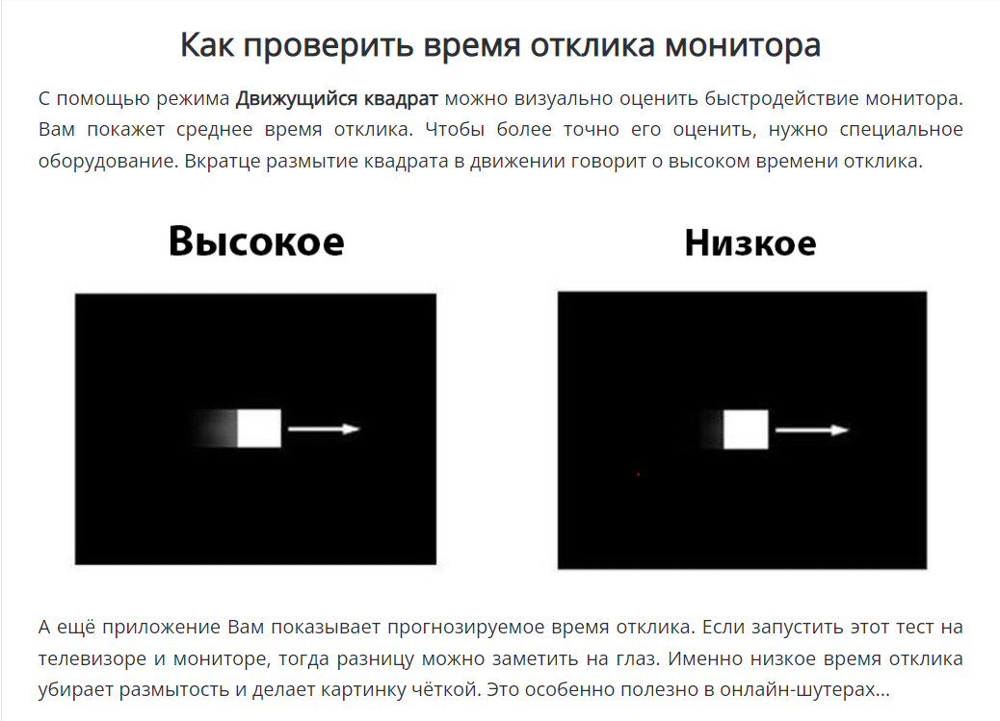 Как проверить время отклика монитора
С помощью режима Движущийся квадрат можно визуально оценить быстродействие монитора.
Вам покажет среднее время отклика. Чтобы более точно его оценить, нужно специальное
оборудование. Вкратце размытие квадрата в движении говорит о высоком времени отклика.
Высокое
Низкое
А ещё приложение Вам показывает прогнозируемое время отклика. Если запустить этот тест на
телевизоре и мониторе, тогда разницу можно заметить на глаз. Именно низкое время отклика
убирает размытость и делает картинку чёткой. Это особенно полезно в онлайн-шутерах...